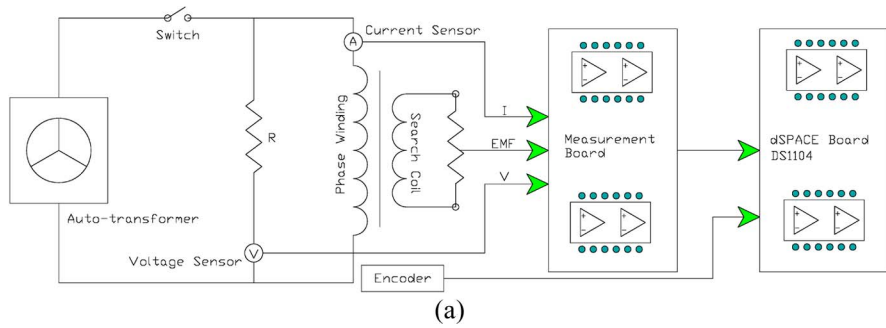 Switch
A
Current Sensor
R
Phase Winding
Search Coil
I
EMF
V
Measurement
Board
dSPACE Board
DS1104
Auto-transformer
Voltage Sensor
V
Encoder
(a)